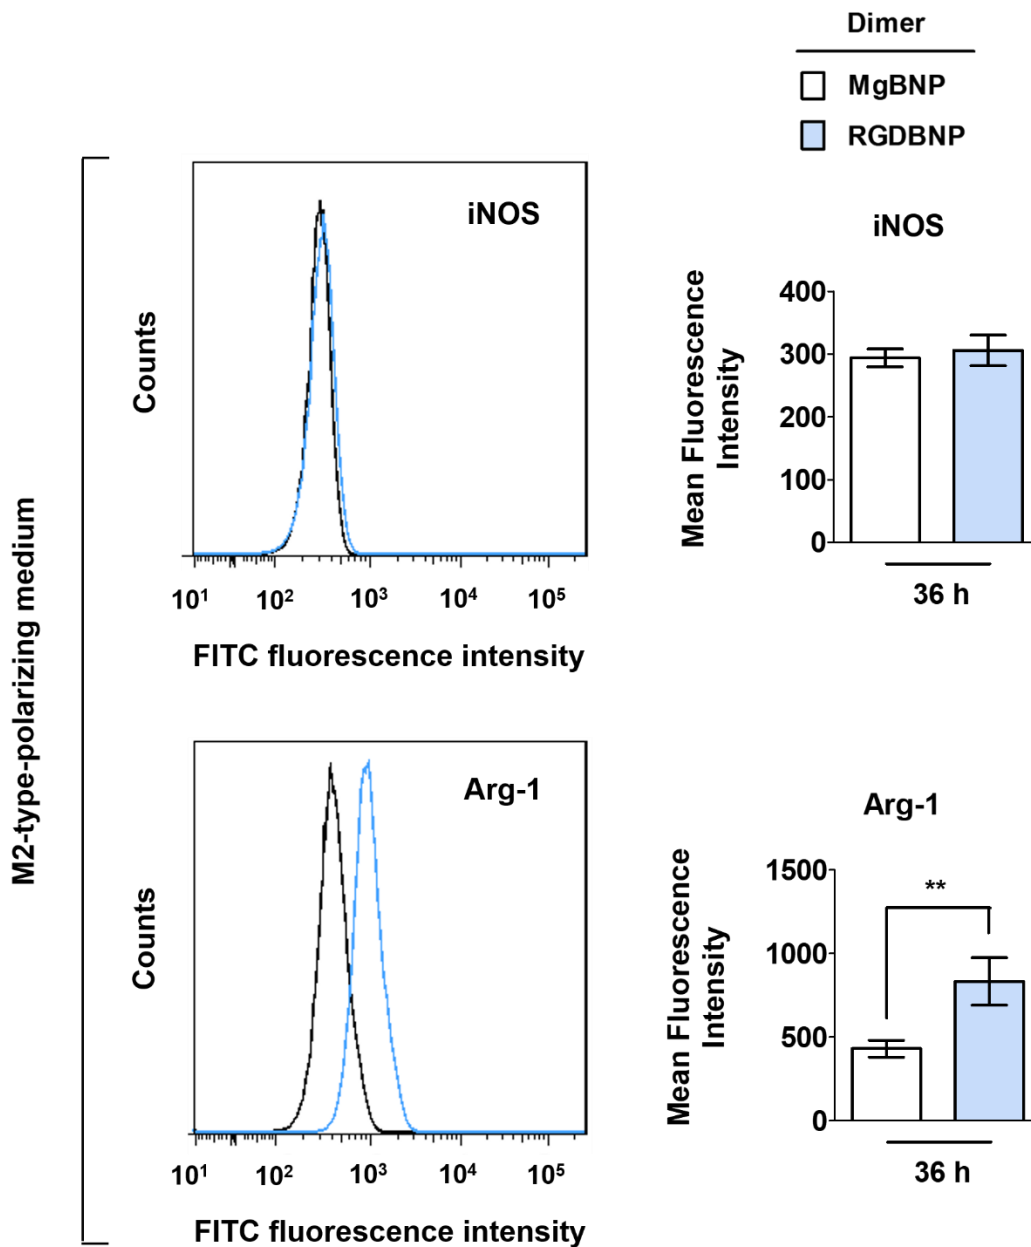 Dimer
MgBNP
RGDBNP
M2-type-polarizing medium
iNOS
Counts
10¹ 10² 10³ 10⁴ 10⁵
FITC fluorescence intensity
iNOS
Mean Fluorescence
Intensity
400
300
200
100
0
36 h
Arg-1
Counts
10¹ 10² 10³ 10⁴ 10⁵
FITC fluorescence intensity
Arg-1
Mean Fluorescence
Intensity
1500
1000
500
0
**
36 h